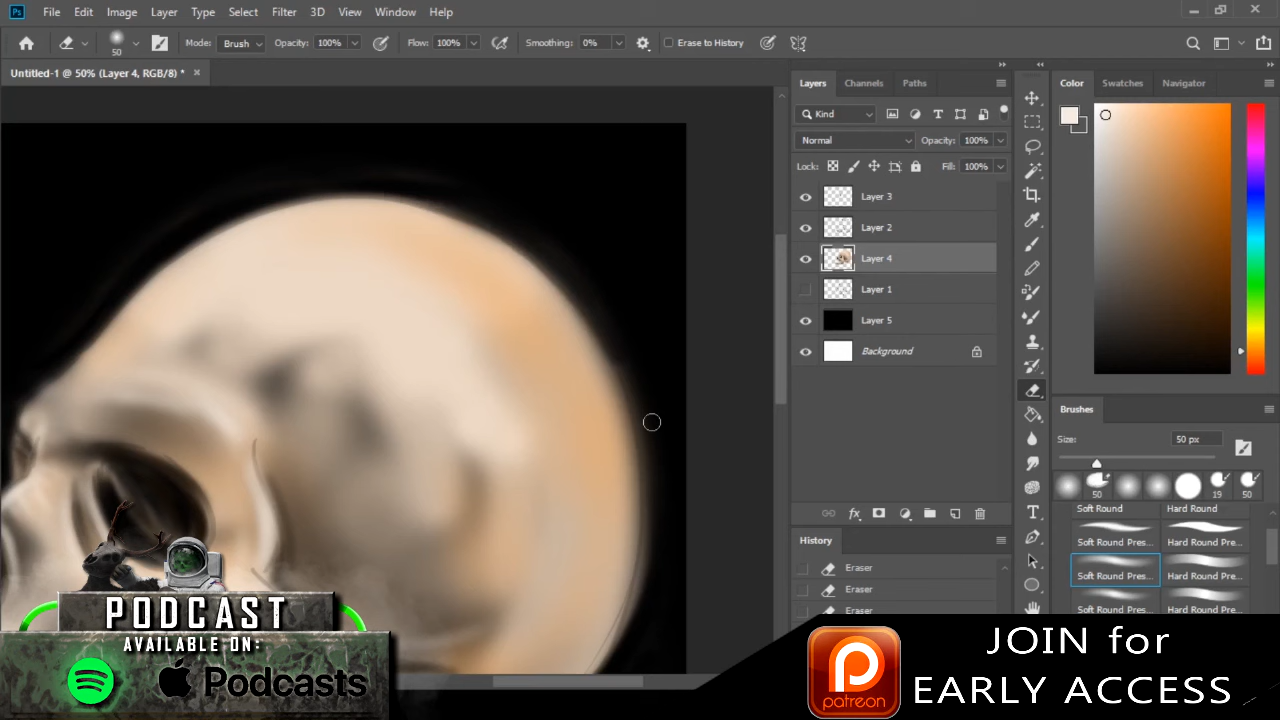 Ps File Edit Image Layer Type Select Filter 3D View Window Help
50 Mode: Brush Opacity: 100% Flow: 100% Smoothing: 0% Erase to History
Untitled-1 @ 50% (Layer 4, RGB/8) *
Layers Channels Paths
Kind
Normal Opacity: 100%
Lock: Fill: 100%
Layer 3
Layer 2
Layer 4
Layer 1
Layer 5
Background
fx
History
Eraser
Eraser
Eraser
Color Swatches Navigator
Brushes
Size: 50 px
50 19 50
Soft Round Hard Round
Soft Round Pres... Hard Round Pre...
Soft Round Pres... Hard Round Pre...
Soft Round Pres... Hard Round Pre...
PODCAST
AVAILABLE ON:
Podcasts
patreon
JOIN for
EARLY ACCESS